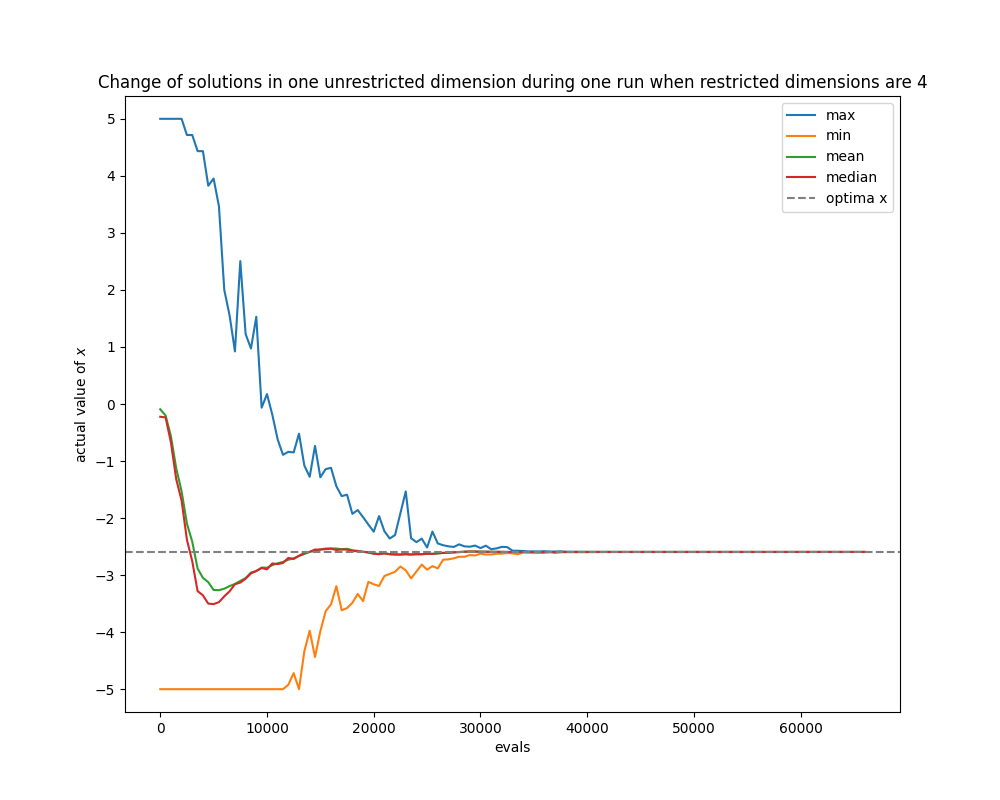 Change of solutions in one unrestricted dimension during one run when restricted dimensions are 4
max
min
mean
median
optima x
5
4
3
2
1
0
−1
−2
−3
−4
−5
actual value of x
0 10000 20000 30000 40000 50000 60000
evals